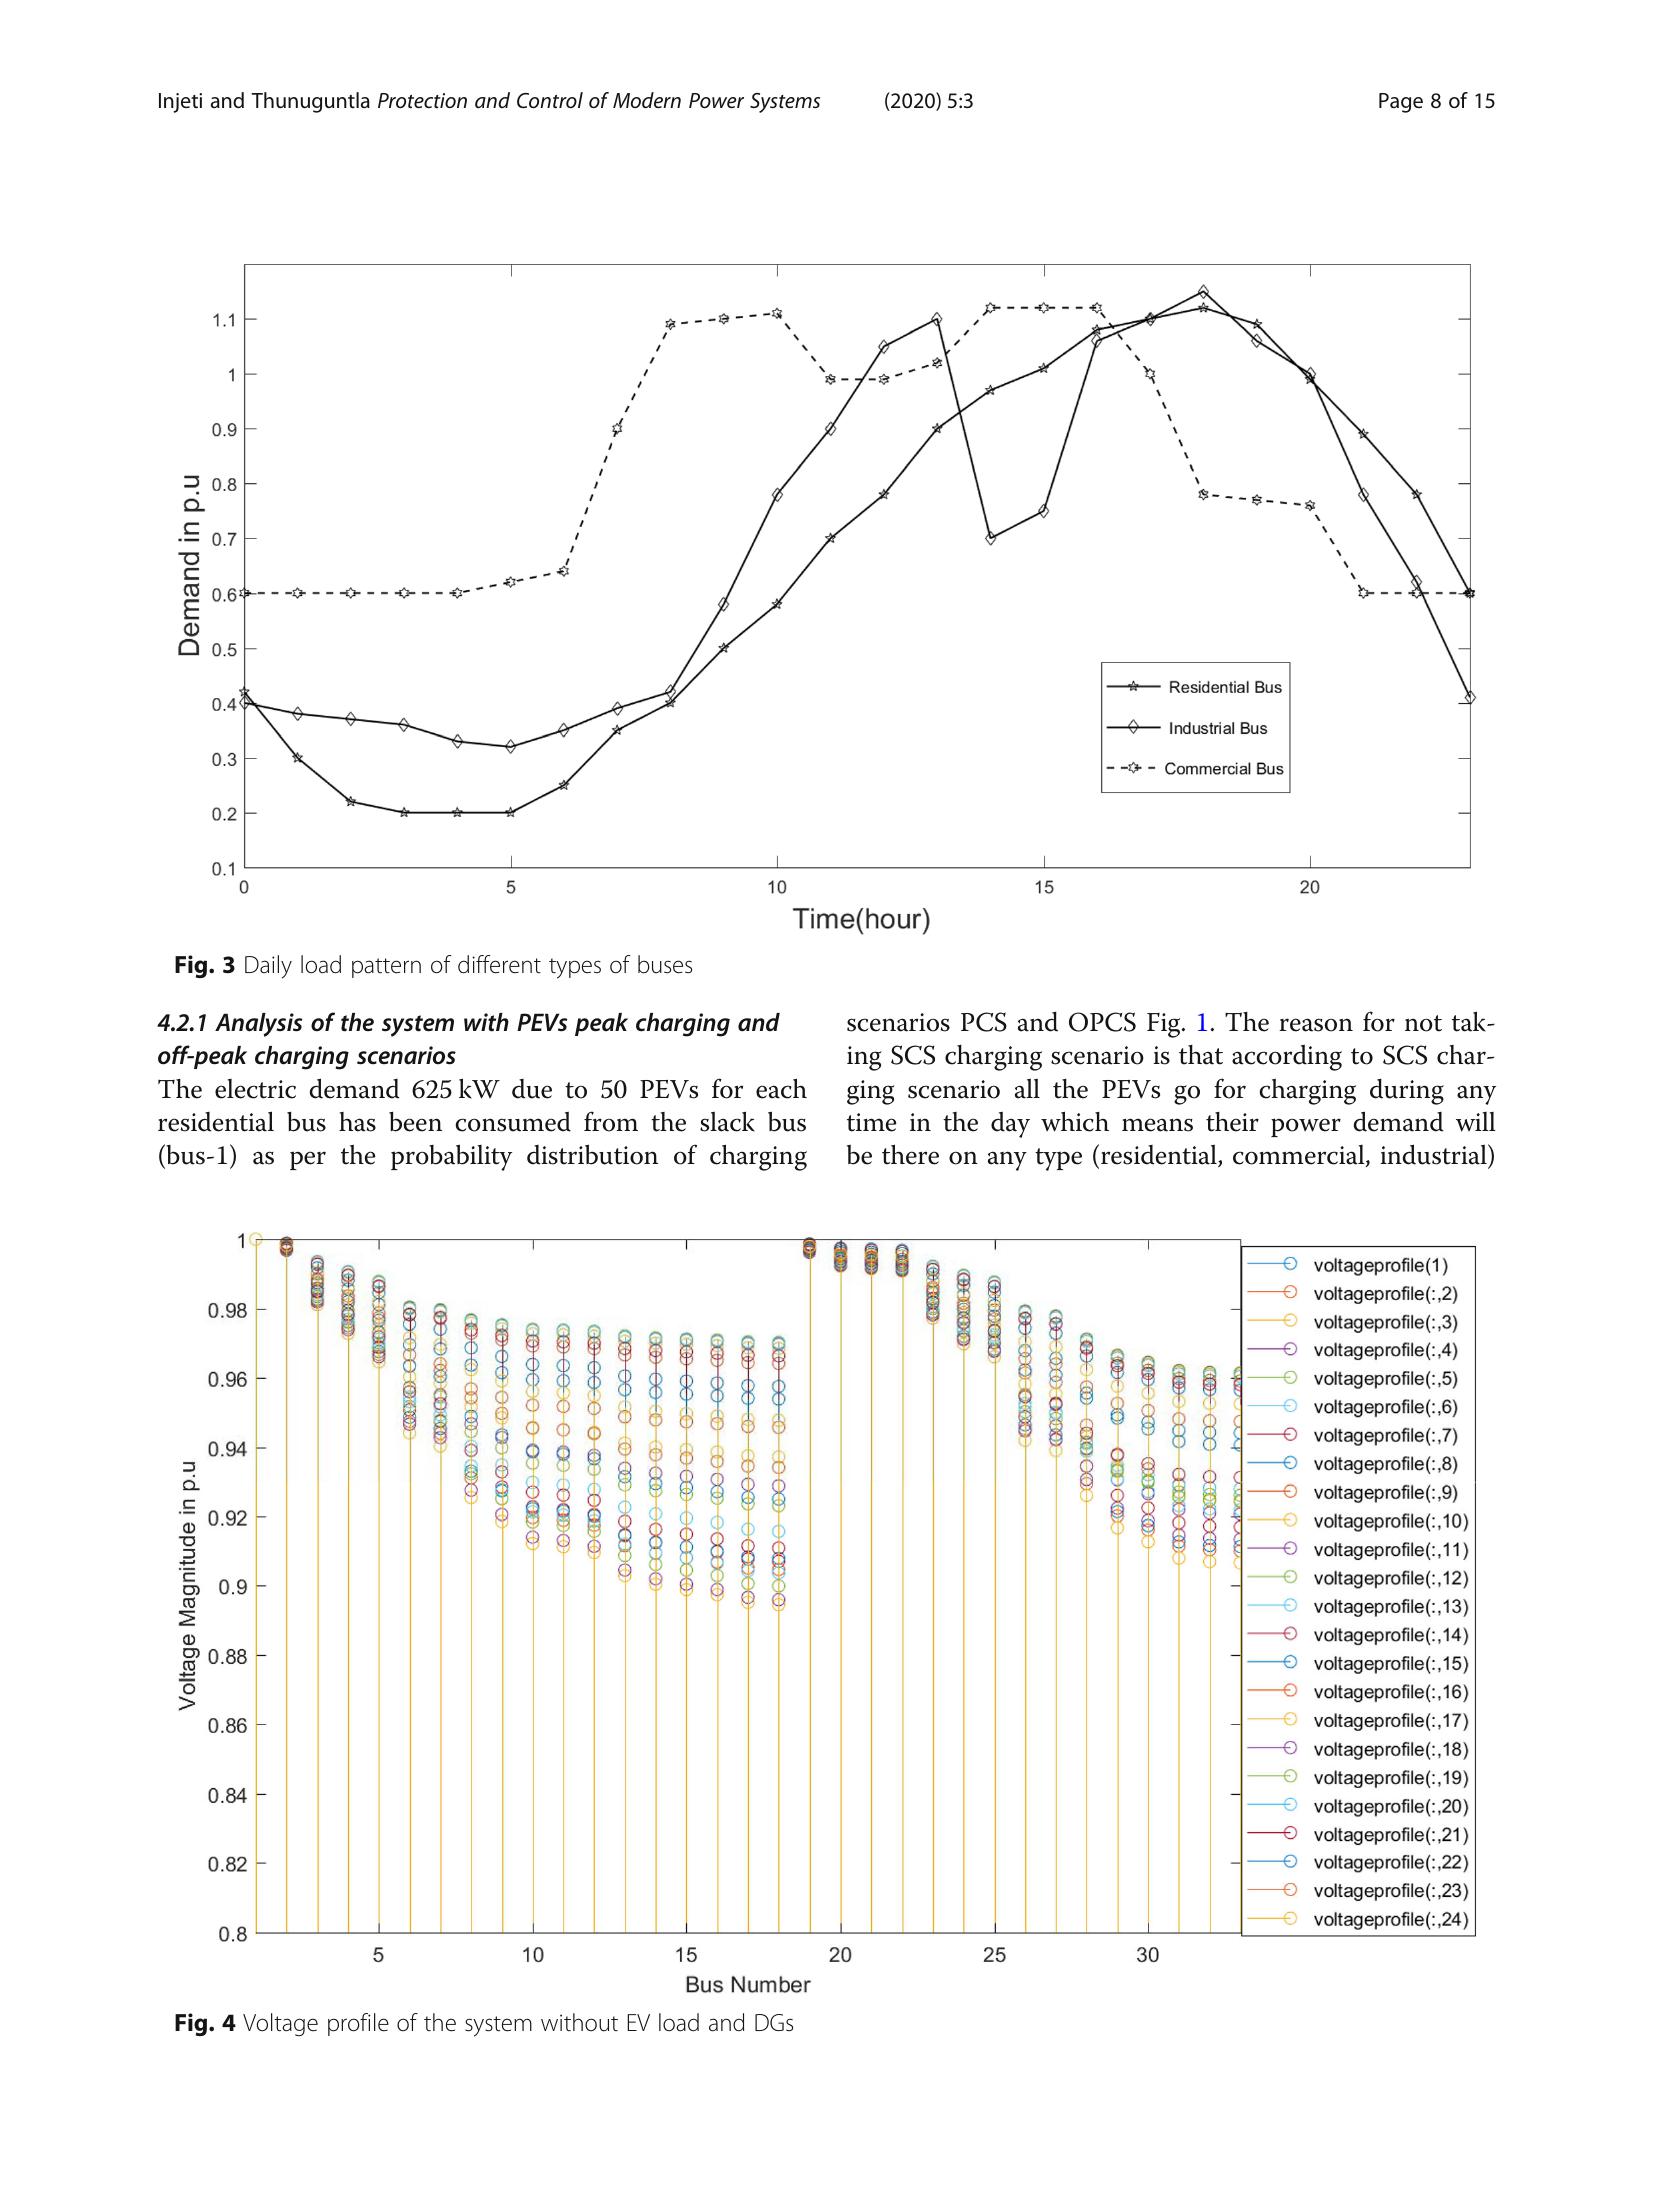 Injeti and Thunuguntla Protection and Control of Modern Power Systems (2020) 5:3 Page 8 of 15
1.1
1
0.9
0.8
0.7
0.6
0.5
0.4
0.3
0.2
0.1
Demand in p.u
0 5 10 15 20
Time(hour)
Residential Bus
Industrial Bus
Commercial Bus
Fig. 3 Daily load pattern of different types of buses
4.2.1 Analysis of the system with PEVs peak charging and
off-peak charging scenarios
The electric demand 625 kW due to 50 PEVs for each
residential bus has been consumed from the slack bus
(bus-1) as per the probability distribution of charging
scenarios PCS and OPCS Fig. 1. The reason for not tak-
ing SCS charging scenario is that according to SCS char-
ging scenario all the PEVs go for charging during any
time in the day which means their power demand will
be there on any type (residential, commercial, industrial)
1
0.98
0.96
0.94
0.92
0.9
0.88
0.86
0.84
0.82
0.8
Voltage Magnitude in p.u
5 10 15 20 25 30
Bus Number
voltageprofile(1)
voltageprofile(:,2)
voltageprofile(:,3)
voltageprofile(:,4)
voltageprofile(:,5)
voltageprofile(:,6)
voltageprofile(:,7)
voltageprofile(:,8)
voltageprofile(:,9)
voltageprofile(:,10)
voltageprofile(:,11)
voltageprofile(:,12)
voltageprofile(:,13)
voltageprofile(:,14)
voltageprofile(:,15)
voltageprofile(:,16)
voltageprofile(:,17)
voltageprofile(:,18)
voltageprofile(:,19)
voltageprofile(:,20)
voltageprofile(:,21)
voltageprofile(:,22)
voltageprofile(:,23)
voltageprofile(:,24)
Fig. 4 Voltage profile of the system without EV load and DGs